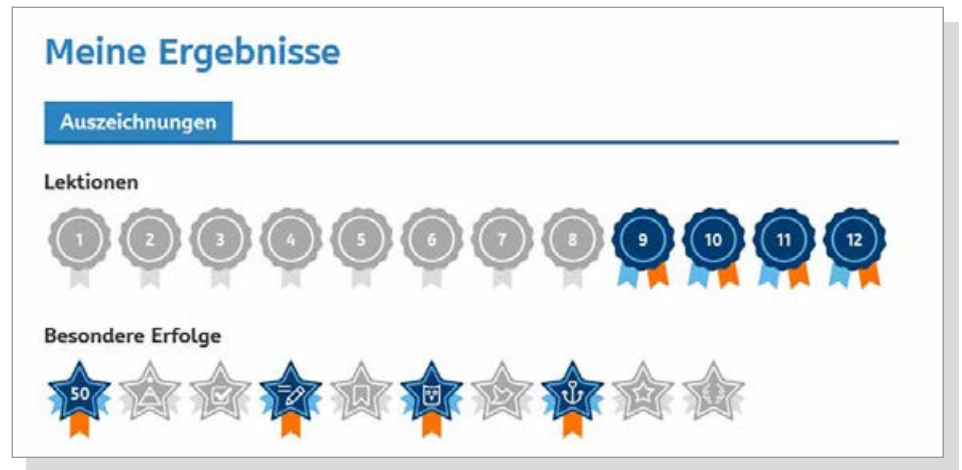 Meine Ergebnisse
Auszeichnungen
Lektionen
1 2 3 4 5 6 7 8 9 10 11 12
Besondere Erfolge
50